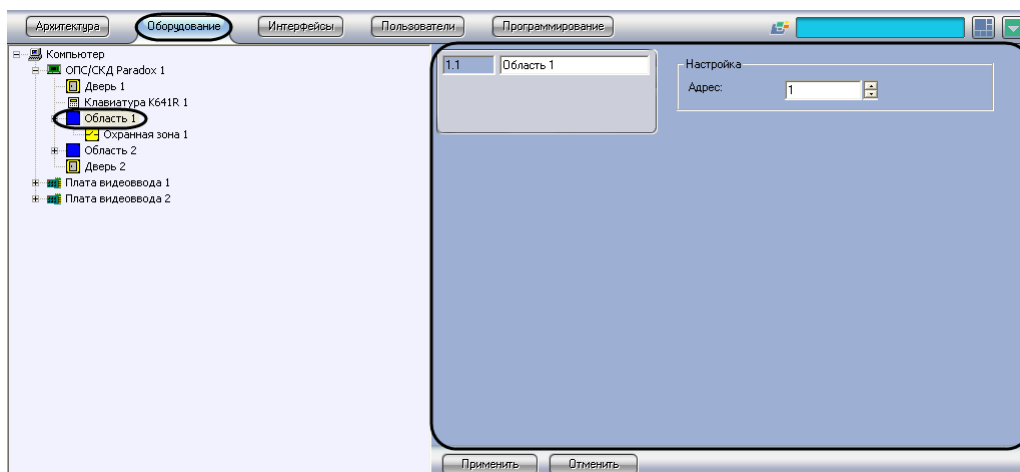 Архитектура Оборудование Интерфейсы Пользователи Программирование
Компьютер
ОПС/СКД Paradox 1
Дверь 1
Клавиатура K641R 1
Область 1
Охранная зона 1
Область 2
Дверь 2
Плата видеоввода 1
Плата видеоввода 2
1.1 Область 1
Настройка
Адрес: 1
Применить Отменить